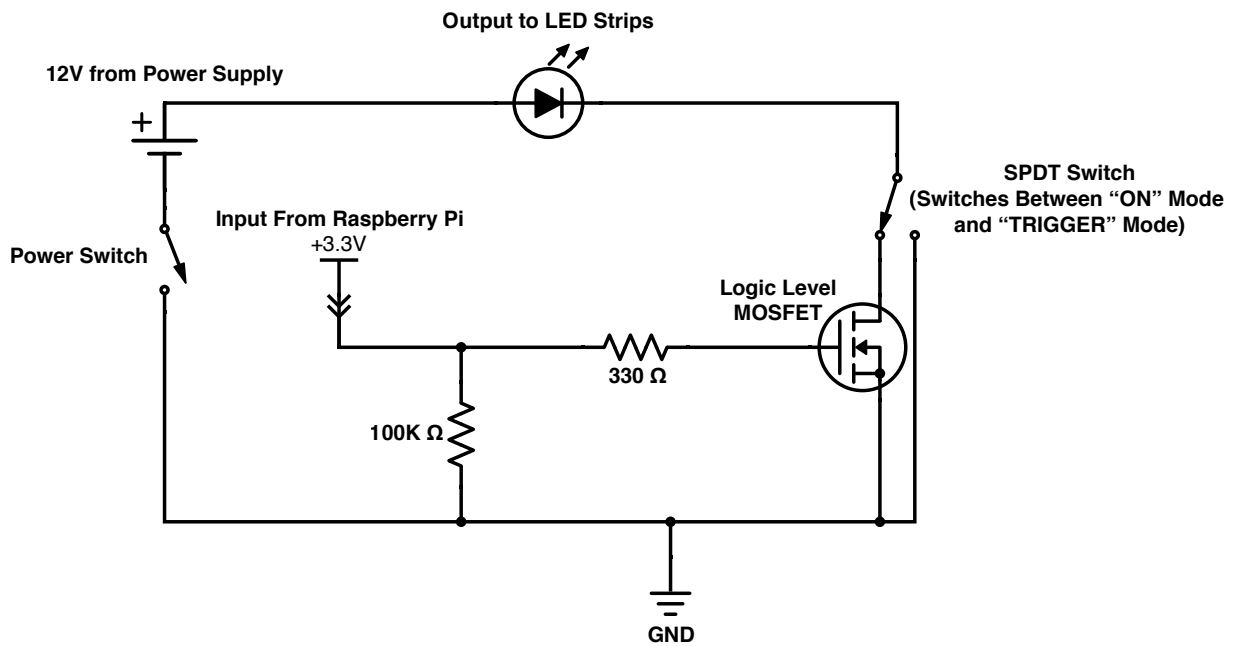 Output to LED Strips
12V from Power Supply
+
SPDT Switch
(Switches Between “ON” Mode
and “TRIGGER” Mode)
Input From Raspberry Pi
+3.3V
Power Switch
Logic Level
MOSFET
330 Ω
100K Ω
GND